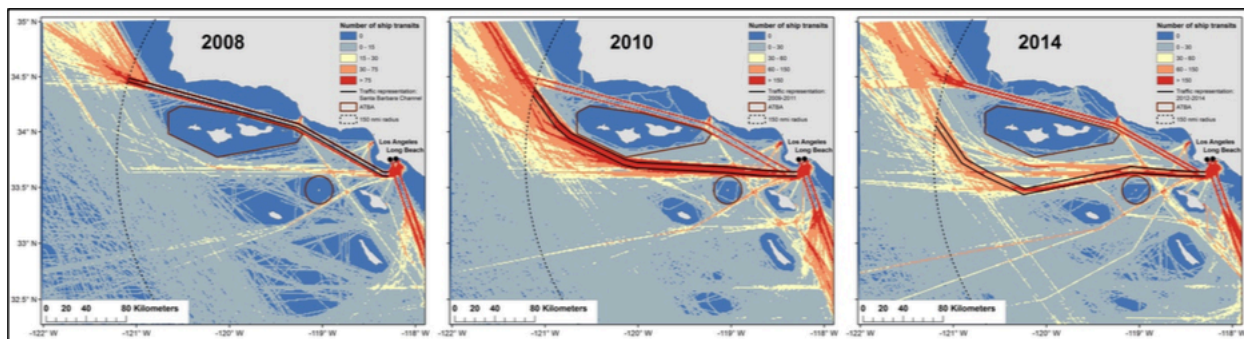 35° N
34.5°
34° N
33.5°
33° N
32.5°
2008
Number of ship transits
0
0 - 15
15 - 30
30 - 75
> 75
Traffic representation:
Santa Barbara Channel
ATBA
150 nmi radius
Los Angeles
Long Beach
0 20 40 80 Kilometers
-122° W
-121° W
-120° W
-119° W
-118° W
2010
Number of ship transits
0
0 - 30
30 - 60
60 - 150
> 150
Traffic representation:
2009-2011
ATBA
150 nmi radius
Los Angeles
Long Beach
0 20 40 80 Kilometers
-122° W
-121° W
-120° W
-119° W
-118° W
2014
Number of ship transits
0
0 - 30
30 - 60
60 - 150
> 150
Traffic representation:
2012-2014
ATBA
150 nmi radius
Los Angeles
Long Beach
0 20 40 80 Kilometers
-122° W
-121° W
-120° W
-119° W
-118° W